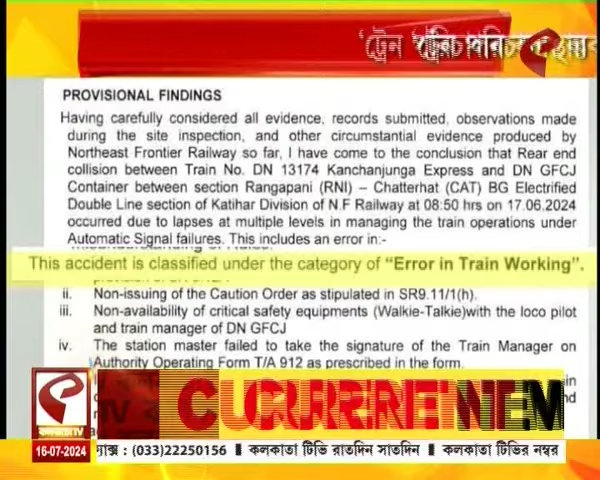 'ট্রেন
PROVISIONAL FINDINGS
Having carefully considered all evidence, records submitted, observations made
during the site inspection, and other circumstantial evidence produced by
Northeast Frontier Railway so far, I have come to the conclusion that Rear end
collision between Train No. DN 13174 Kanchanjunga Express and DN GFCJ
Container between section Rangapani (RNI) – Chatterhat (CAT) BG Electrified
Double Line section of Katihar Division of N.F Railway at 08:50 hrs on 17.06.2024
occurred due to lapses at multiple levels in managing the train operations under
Automatic Signal failures. This includes an error in:-
This accident is classified under the category of “Error in Train Working”.
ii. Non-issuing of the Caution Order as stipulated in SR9.11/1(h).
iii. Non-availability of critical safety equipments (Walkie-Talkie)with the loco pilot
and train manager of DN GFCJ
iv. The station master failed to take the signature of the Train Manager on
Authority Operating Form T/A 912 as prescribed in the form.
কলকাতাTV
16-07-2024 ্যাক্স : (033)22250156 ■ কলকাতা টিভি রাতদিন সাতদিন ■ কলকাতা টিভির নম্বর